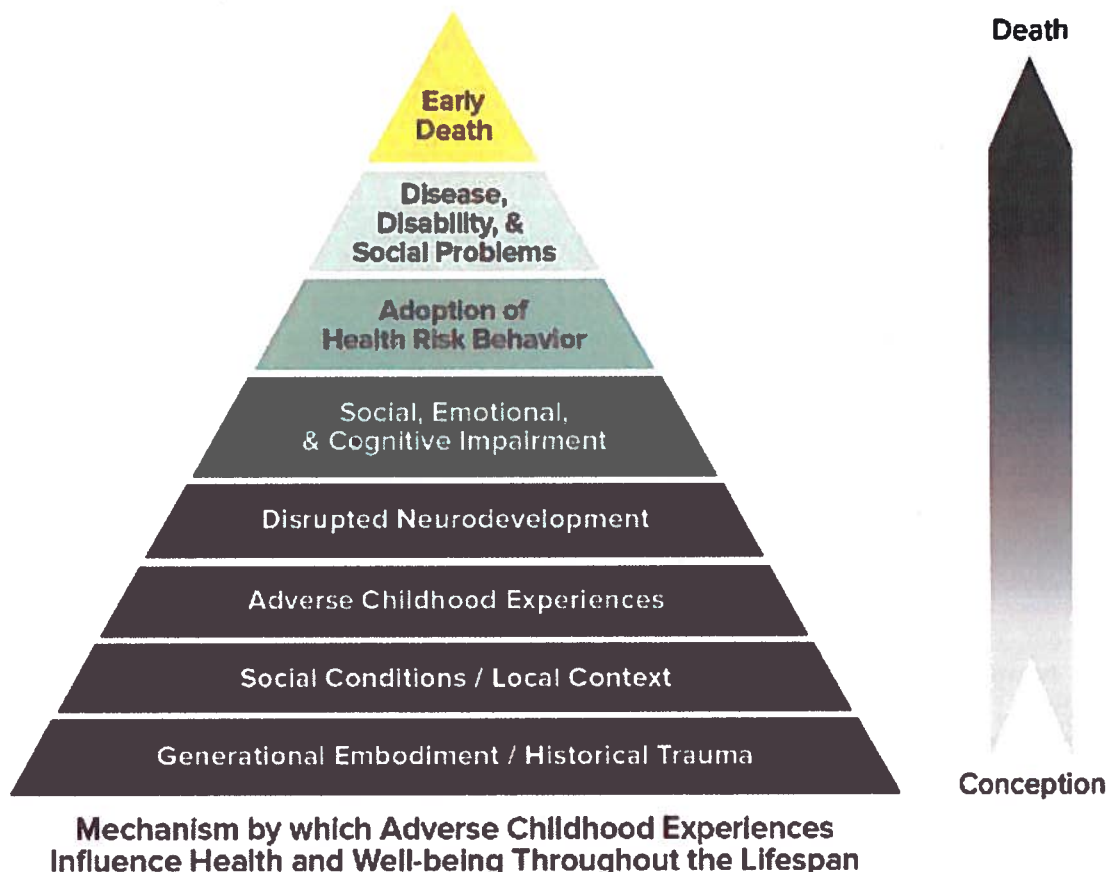 Death
Early
Death
Disease,
Disability, &
Social Problems
Adoption of
Health Risk Behavior
Social, Emotional,
& Cognitive Impairment
Disrupted Neurodevelopment
Adverse Childhood Experiences
Social Conditions / Local Context
Generational Embodiment / Historical Trauma
Conception
Mechanism by which Adverse Childhood Experiences
Influence Health and Well-being Throughout the Lifespan